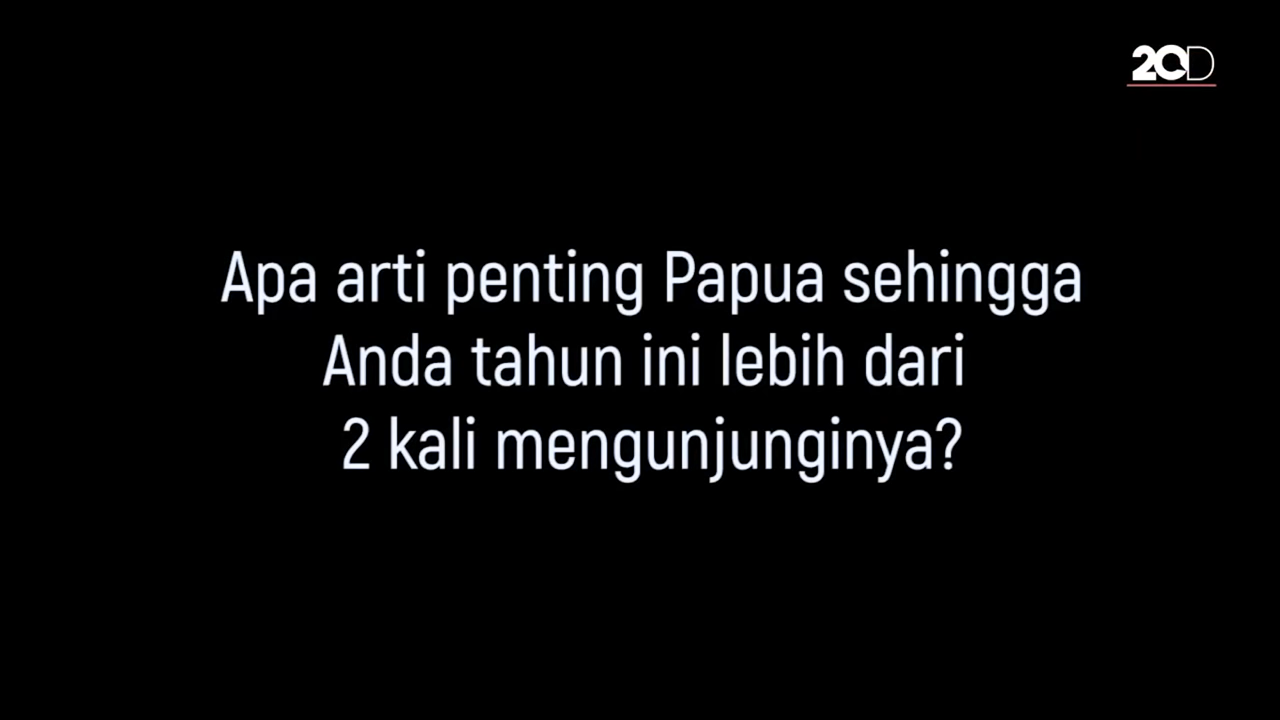 20D
Apa arti penting Papua sehingga
Anda tahun ini lebih dari
2 kali mengunjunginya?